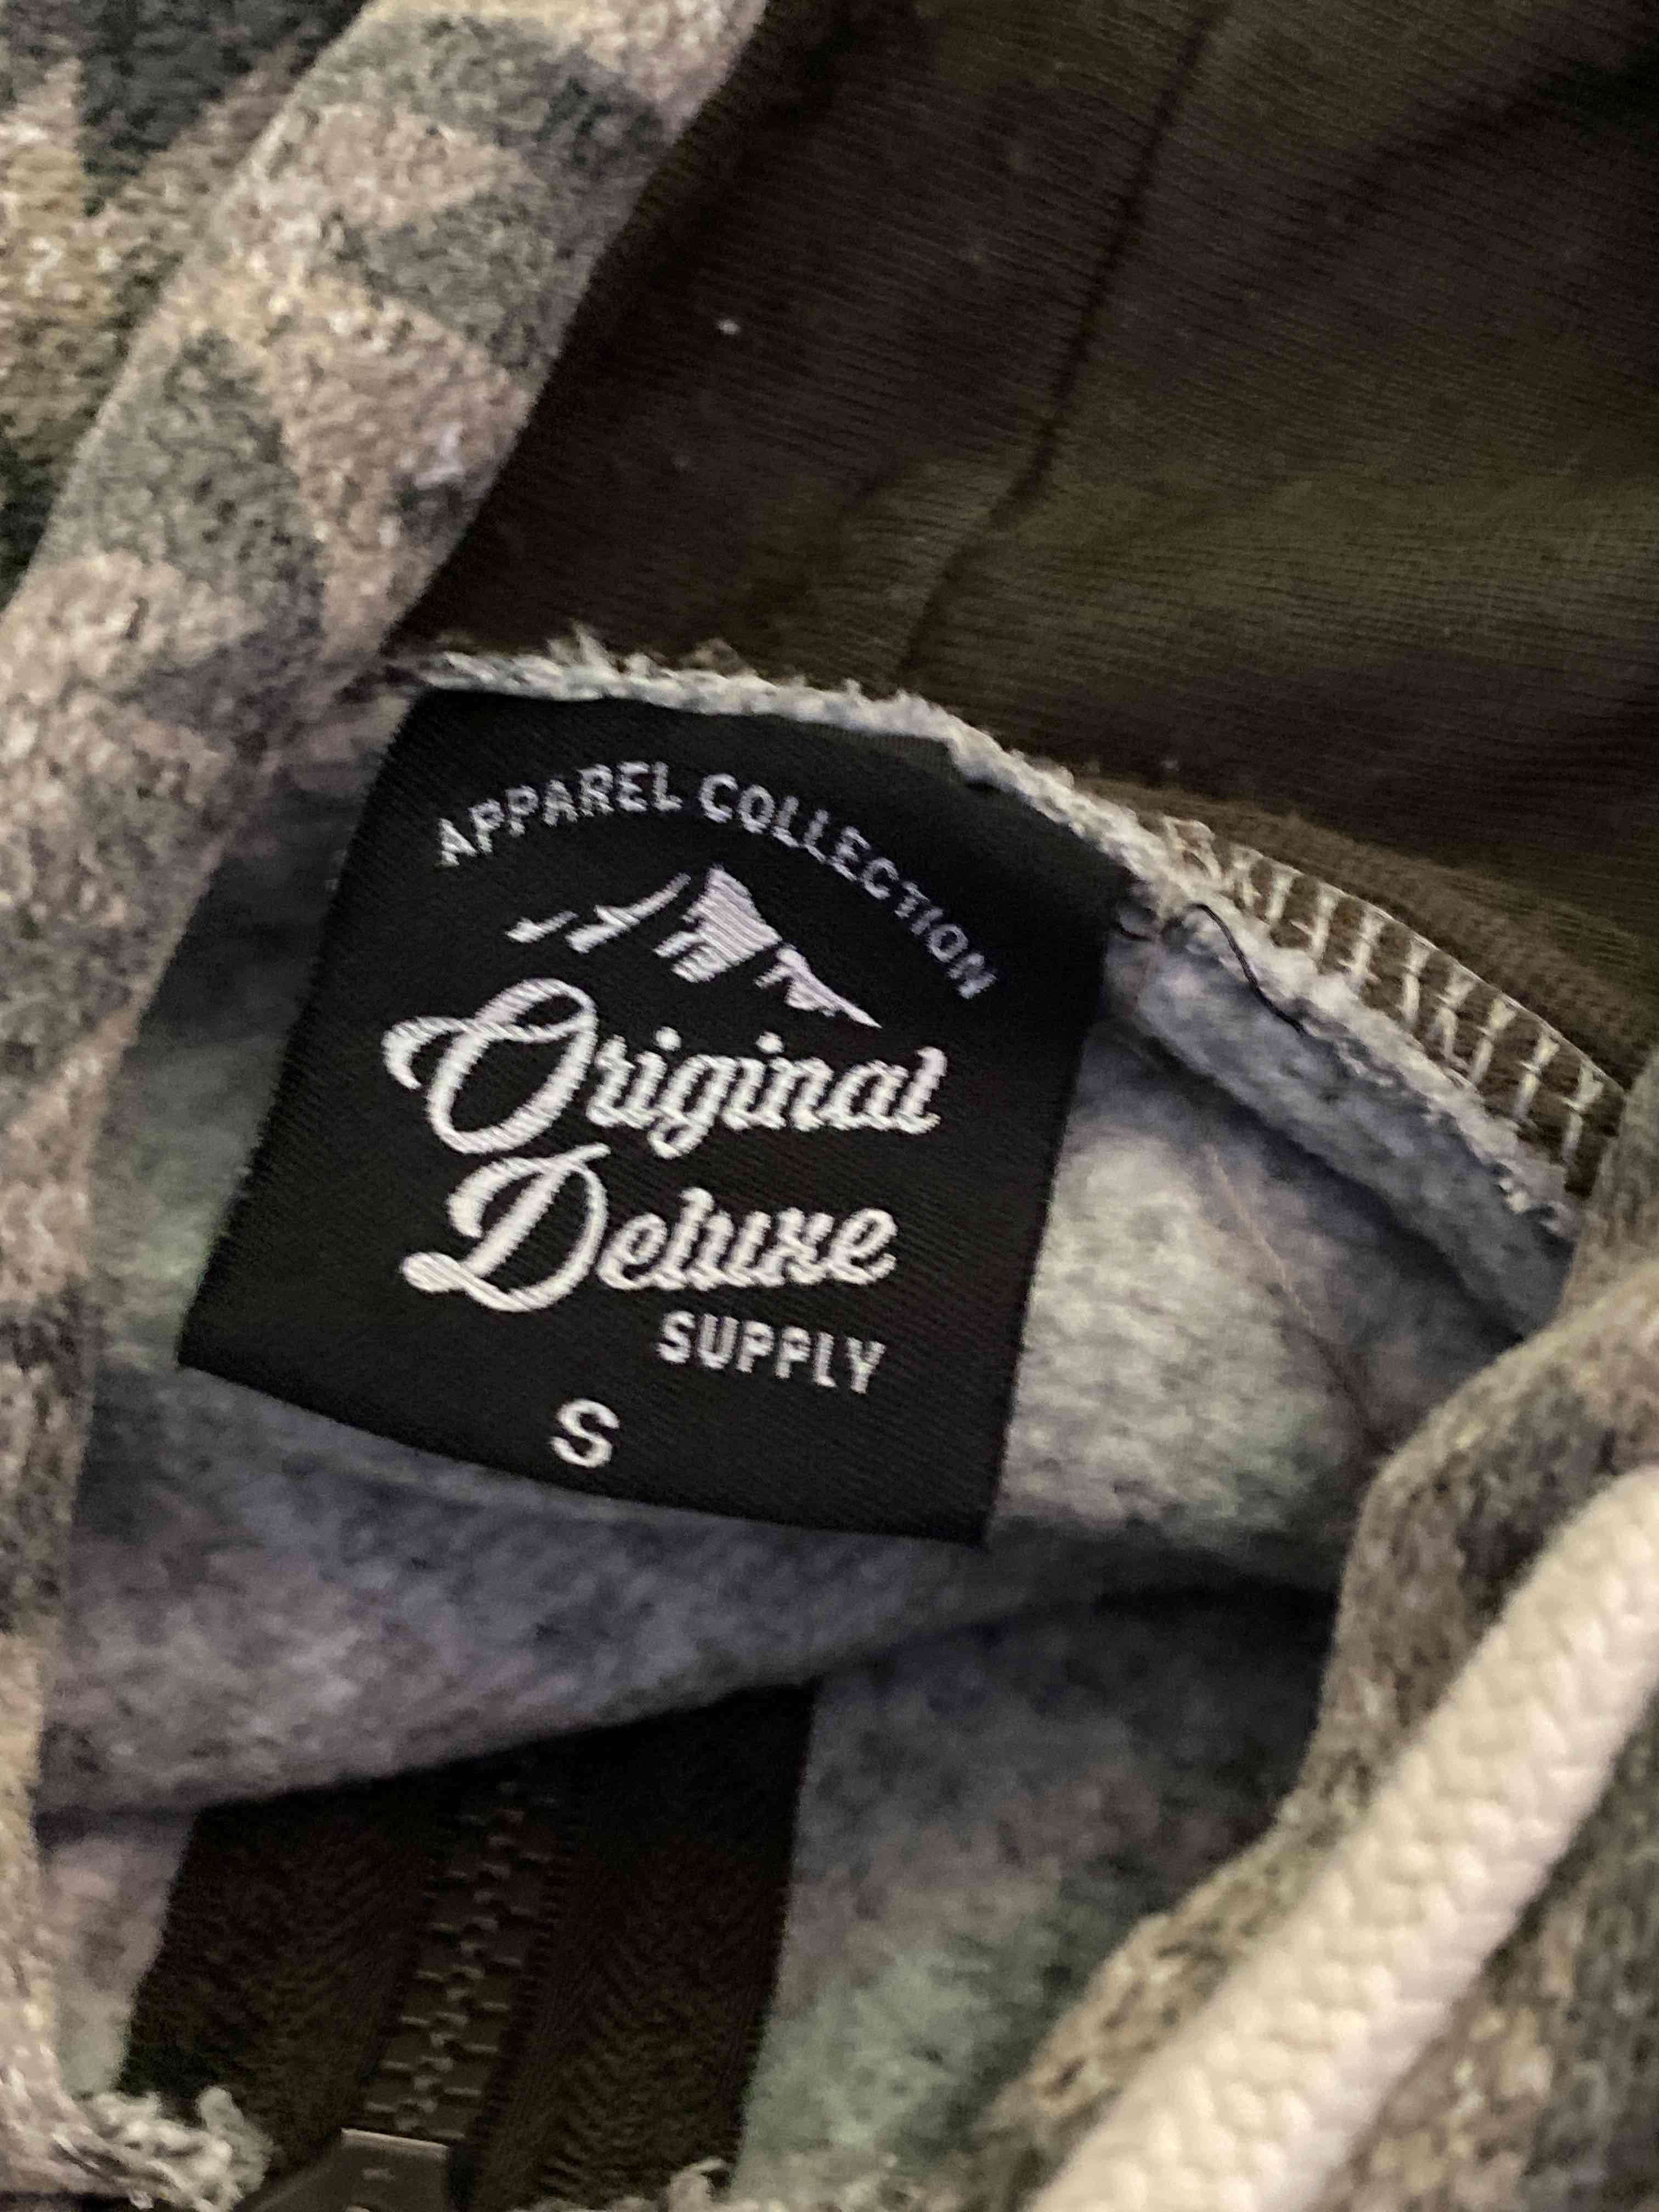 APPAREL COLLECTION
Original
Deluxe
SUPPLY
S